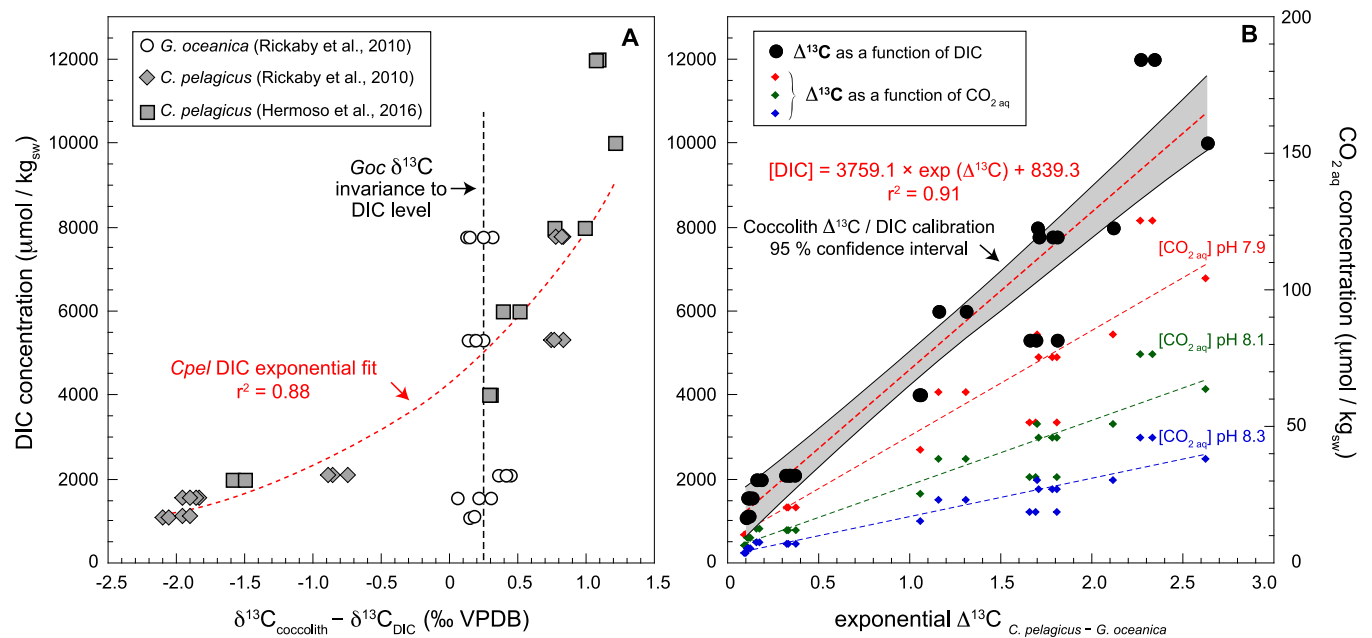 A
G. oceanica (Rickaby et al., 2010)
C. pelagicus (Rickaby et al., 2010)
C. pelagicus (Hermoso et al., 2016)
Goc δ¹³C
invariance to
DIC level
Cpel DIC exponential fit
r² = 0.88
DIC concentration (μmol / kg_sw)
12000
10000
8000
6000
4000
2000
0
-2.5 -2.0 -1.5 -1.0 -0.5 0 0.5 1.0 1.5
δ¹³C_coccolith – δ¹³C_DIC (‰ VPDB)
B
Δ¹³C as a function of DIC
Δ¹³C as a function of CO₂ aq
[DIC] = 3759.1 × exp (Δ¹³C) + 839.3
r² = 0.91
Coccolith Δ¹³C / DIC calibration
95 % confidence interval
[CO₂ aq] pH 7.9
[CO₂ aq] pH 8.1
[CO₂ aq] pH 8.3
12000
10000
8000
6000
4000
2000
0
200
150
100
50
0
CO₂ aq concentration (μmol / kg_sw)
0 0.5 1.0 1.5 2.0 2.5 3.0
exponential Δ¹³C C. pelagicus – G. oceanica